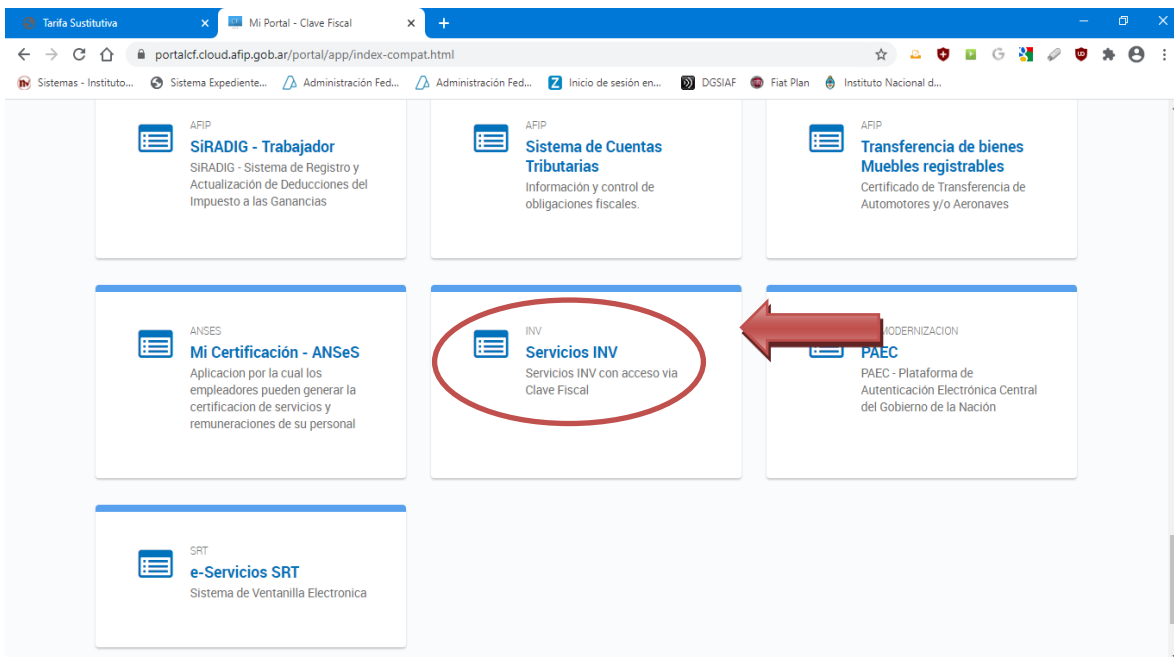 Tarifa Sustitutiva
Mi Portal - Clave Fiscal
portalcf.cloud.afip.gob.ar/portal/app/index-compat.html
Sistemas - Instituto...
Sistema Expediente...
Administración Fed...
Administración Fed...
Inicio de sesión en...
DGSIAF
Fiat Plan
Instituto Nacional d...
AFIP
SiRADIG - Trabajador
SiRADIG - Sistema de Registro y
Actualización de Deducciones del
Impuesto a las Ganancias
AFIP
Sistema de Cuentas
Tributarias
Información y control de
obligaciones fiscales.
AFIP
Transferencia de bienes
Muebles registrables
Certificado de Transferencia de
Automotores y/o Aeronaves
ANSES
Mi Certificación - ANSeS
Aplicacion por la cual los
empleadores pueden generar la
certificacion de servicios y
remuneraciones de su personal
INV
Servicios INV
Servicios INV con acceso via
Clave Fiscal
MODERNIZACION
PAEC
PAEC - Plataforma de
Autenticación Electrónica Central
del Gobierno de la Nación
SRT
e-Servicios SRT
Sistema de Ventanilla Electronica